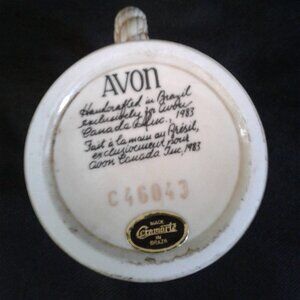 AVON
Handcrafted in Brazil
exclusively for Avon
Canada Inc., 1983
Fait à la main au Brésil,
exclusivement pour
Avon Canada Inc, 1983
C46043
MADE
Ceramarte
IN
BRAZIL